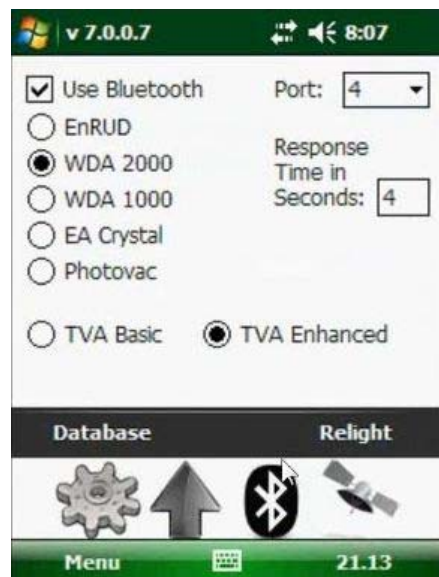 v 7.0.0.7 8:07
Use Bluetooth Port: 4
EnRUD
WDA 2000
Response
Time in
Seconds: 4
WDA 1000
EA Crystal
Photovac
TVA Basic TVA Enhanced
Database Relight
Menu 21.13